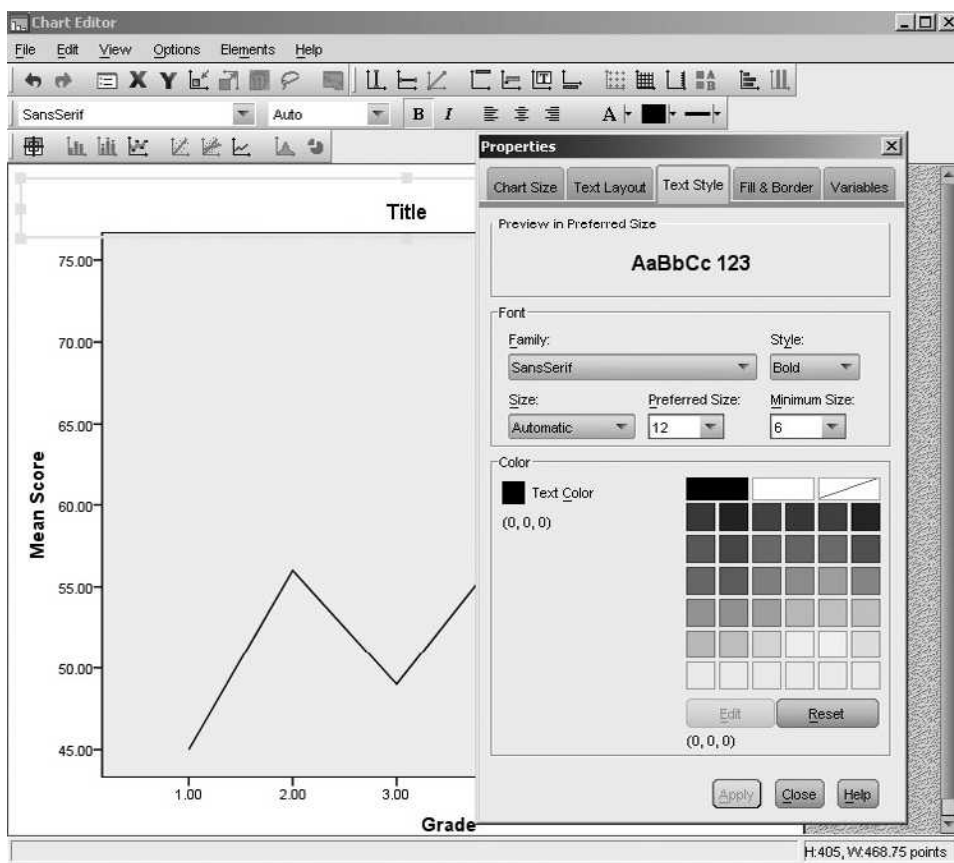 Chart Editor
File Edit View Options Elements Help
SansSerif Auto B I A
Properties
Chart Size Text Layout Text Style Fill & Border Variables
Preview in Preferred Size
AaBbCc 123
Font
Family: Style:
SansSerif Bold
Size: Preferred Size: Minimum Size:
Automatic 12 6
Color
Text Color
(0, 0, 0)
Edit Reset
(0, 0, 0)
Apply Close Help
Title
75.00
70.00
65.00
60.00
55.00
50.00
45.00
Mean Score
1.00 2.00 3.00
Grade
H:405, W:468.75 points